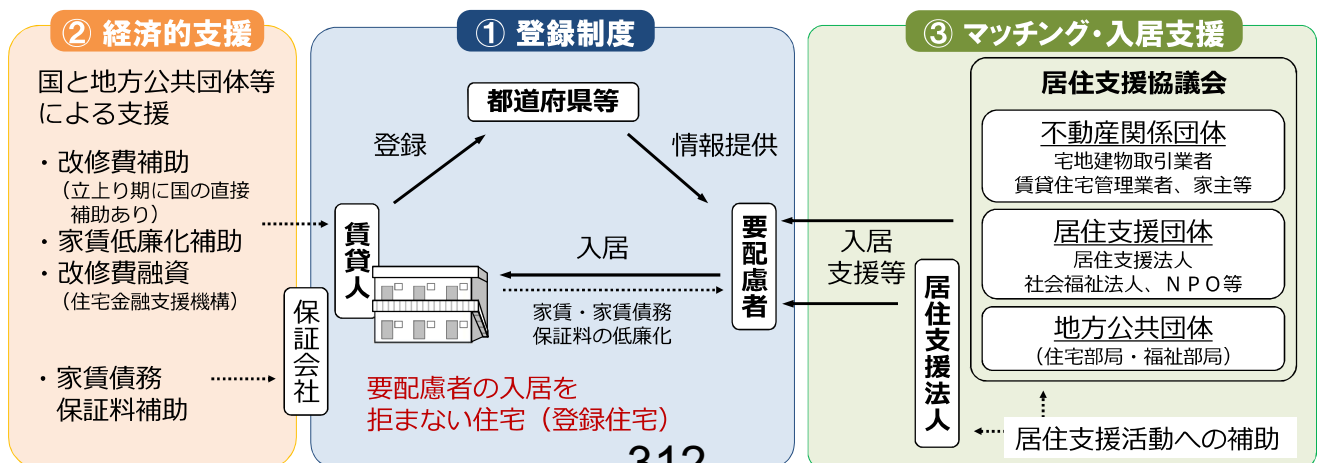 ② 経済的支援
国と地方公共団体等
による支援
・改修費補助
（立上り期に国の直接
補助あり）
・家賃低廉化補助
・改修費融資
（住宅金融支援機構）
・家賃債務
保証料補助
① 登録制度
都道府県等
登録
情報提供
賃貸人
保証会社
入居
家賃・家賃債務
保証料の低廉化
要配慮者
要配慮者の入居を
拒まない住宅（登録住宅）
312
③ マッチング・入居支援
居住支援協議会
不動産関係団体
宅地建物取引業者
賃貸住宅管理業者、家主等
居住支援団体
居住支援法人
社会福祉法人、ＮＰＯ等
地方公共団体
（住宅部局・福祉部局）
入居
支援等
居住支援法人
居住支援活動への補助